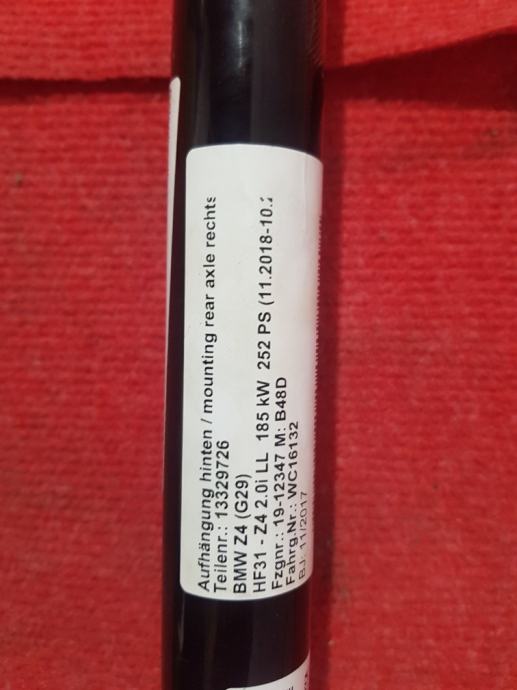 Aufhängung hinten / mounting rear axle rechts
Teilenr.: 13329726
BMW Z4 (G29)
HF31 - Z4 2.0i LL 185 kW 252 PS (11.2018-10.2
Fzgnr.: 19-12347 M: B48D
Fahrg.Nr.: WC16132
BJ: 11/2017